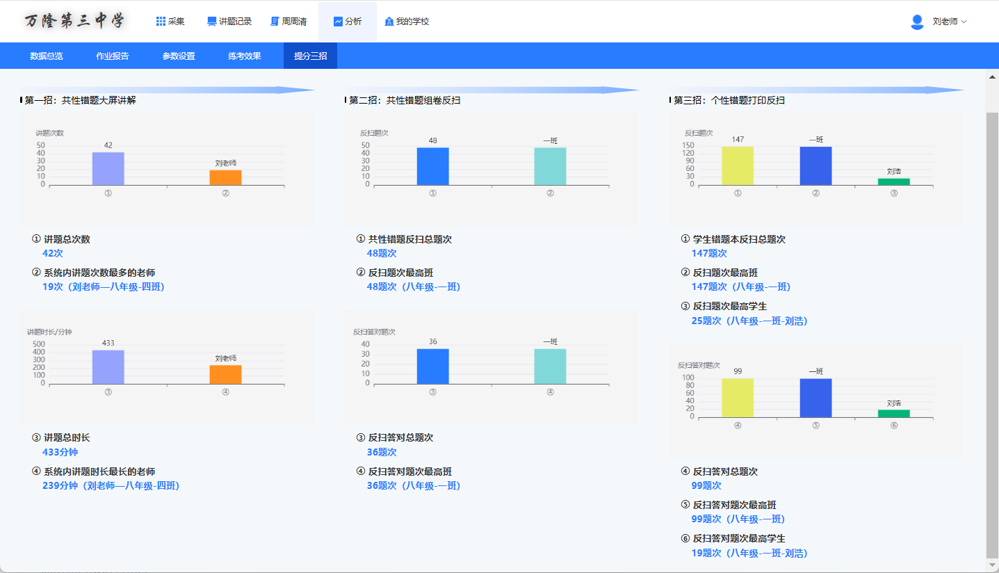 万隆第三中学
采集
讲题记录
周周清
分析
我的学校
刘老师
数据总览
作业报告
参数设置
练考效果
提分三招
第一招：共性错题大屏讲解
讲题次数
50
40
30
20
10
0
42
刘老师
①
②
① 讲题总次数
42次
② 系统内讲题次数最多的老师
19次（刘老师—八年级-四班）
讲题时长/分钟
500
400
300
200
100
0
433
刘老师
③
④
③ 讲题总时长
433分钟
④ 系统内讲题时长最长的老师
239分钟（刘老师—八年级-四班）
第二招：共性错题组卷反扫
反扫题次
50
40
30
20
10
0
48
一班
①
②
① 共性错题反扫总题次
48题次
② 反扫题次最高班
48题次（八年级-一班）
反扫答对题次
40
30
20
10
0
36
一班
③
④
③ 反扫答对总题次
36题次
④ 反扫答对题次最高班
36题次（八年级-一班）
第三招：个性错题打印反扫
反扫题次
150
120
90
60
30
0
147
一班
刘浩
①
②
③
① 学生错题本反扫总题次
147题次
② 反扫题次最高班
147题次（八年级-一班）
③ 反扫题次最高学生
25题次（八年级-一班-刘浩）
反扫答对题次
100
80
60
40
20
0
99
一班
刘浩
④
⑤
⑥
④ 反扫答对总题次
99题次
⑤ 反扫答对题次最高班
99题次（八年级-一班）
⑥ 反扫答对题次最高学生
19题次（八年级-一班-刘浩）